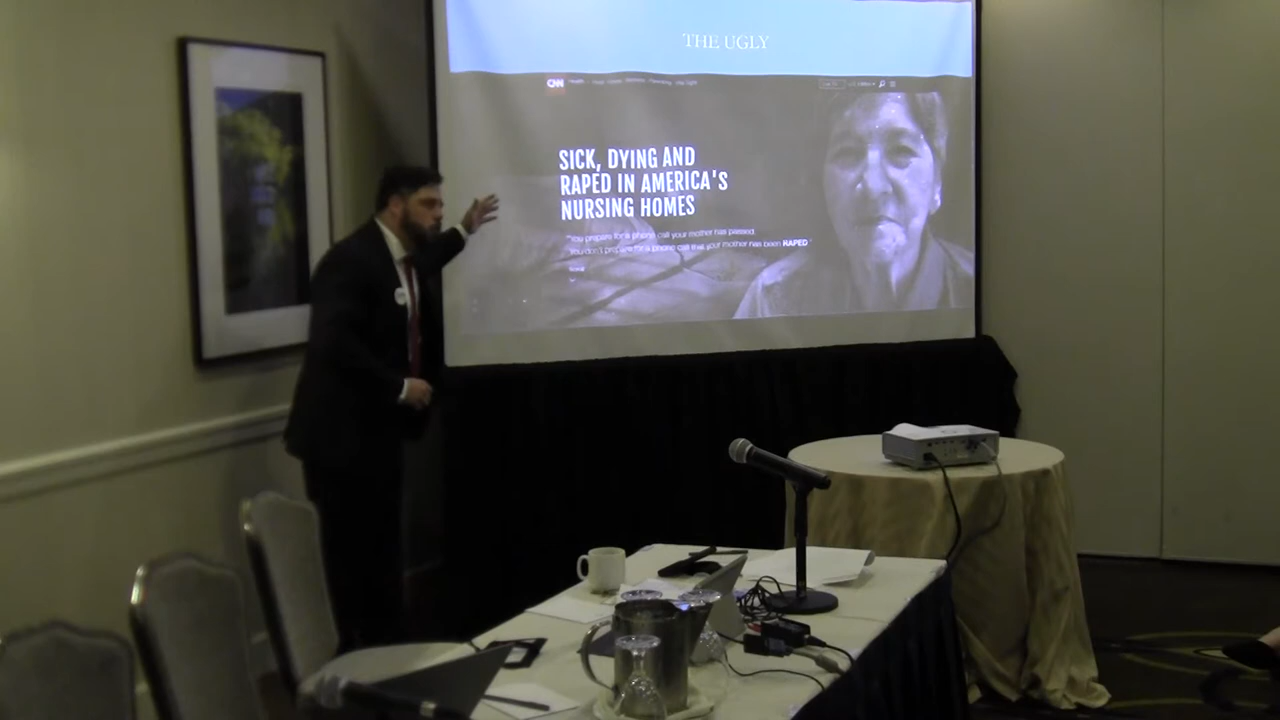 THE UGLY
CNN
SICK, DYING AND
RAPED IN AMERICA'S
NURSING HOMES
"You prepare for a phone call your mother has passed.
You don't prepare for a phone call that your mother has been RAPED"